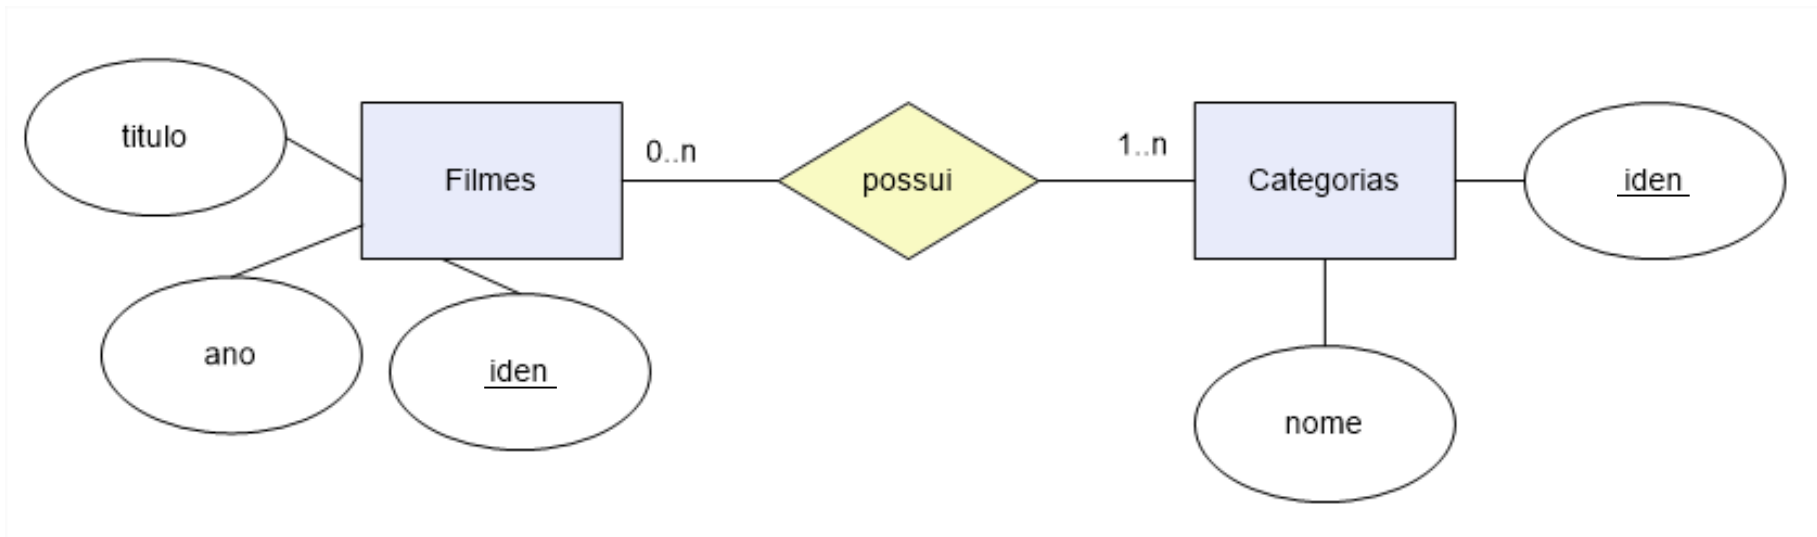 titulo
Filmes
0..n
possui
1..n
Categorias
iden
ano
iden
nome